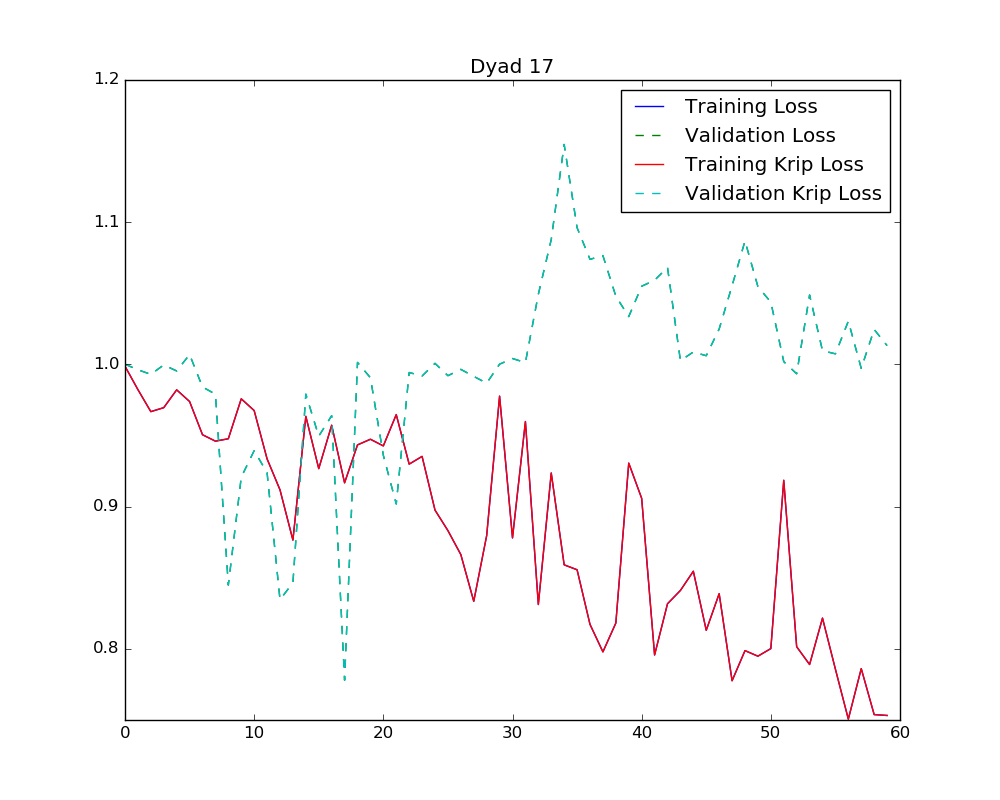 Dyad 17
1.2
1.1
1.0
0.9
0.8
0
10
20
30
40
50
60
Training Loss
Validation Loss
Training Krip Loss
Validation Krip Loss